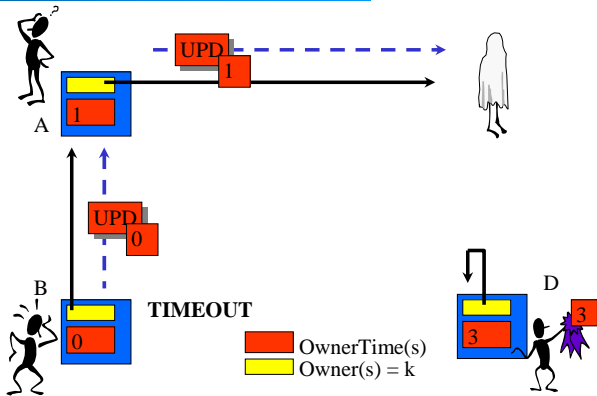 ?
UPD
1
1
A
UPD
0
B
!
TIMEOUT
0
D
3
3
OwnerTime(s)
Owner(s) = k